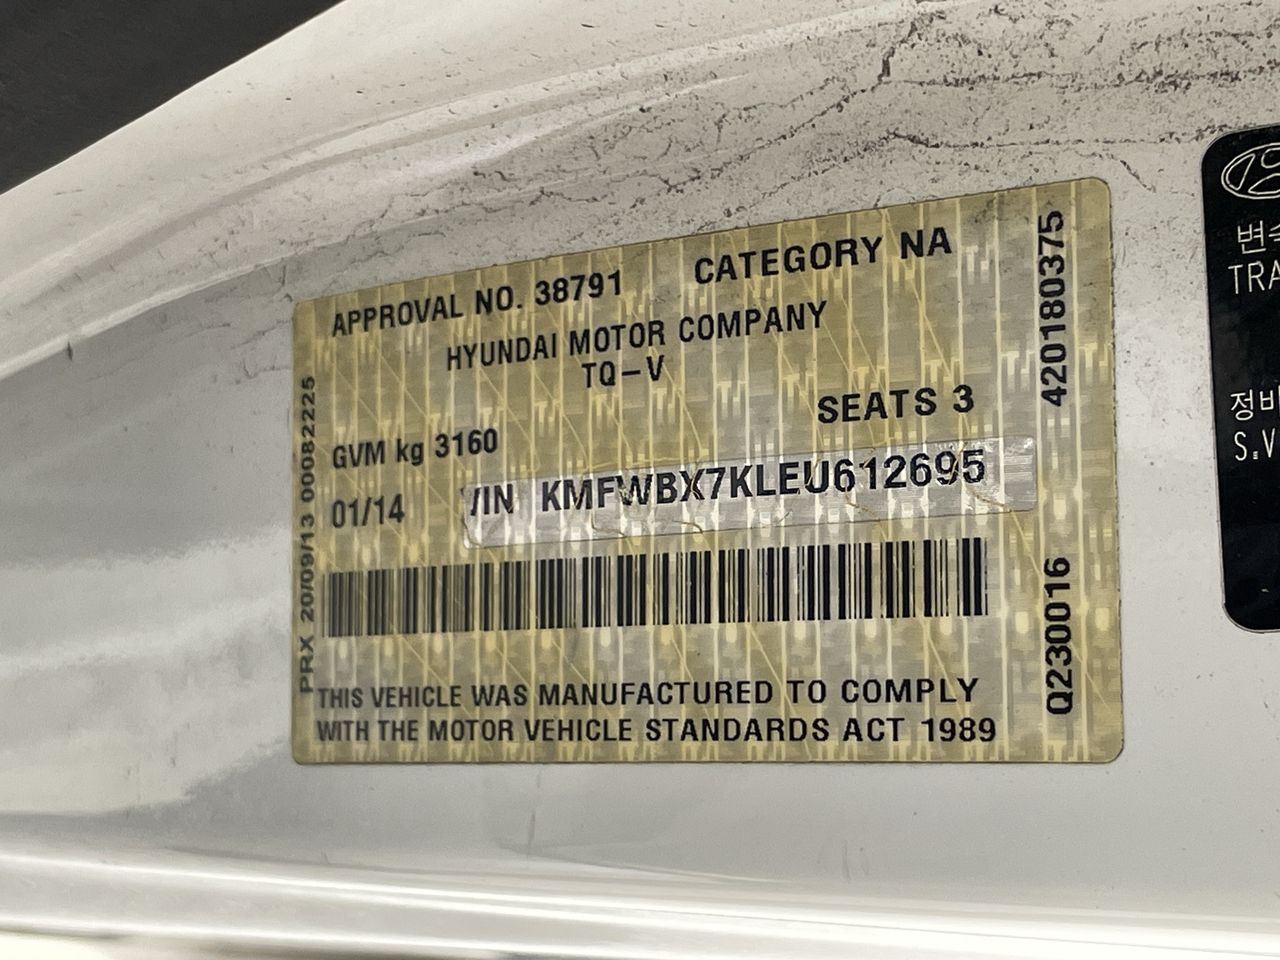 APPROVAL NO. 38791 CATEGORY NA
HYUNDAI MOTOR COMPANY
TQ-V
SEATS 3
GVM kg 3160
01/14 VIN KMFWBX7KLEU612695
THIS VEHICLE WAS MANUFACTURED TO COMPLY
WITH THE MOTOR VEHICLE STANDARDS ACT 1989
PRX 20/09/13 00082225
420180375
Q230016
변속
TRA
정비
S.V